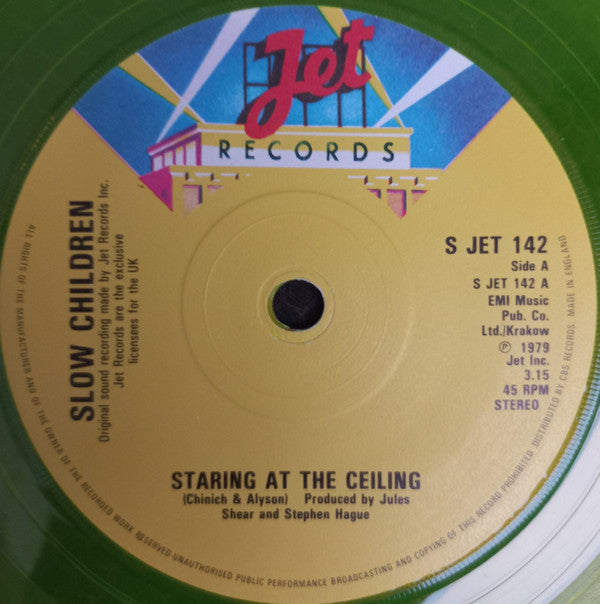 Jet
RECORDS
SLOW CHILDREN
Original sound recording made by Jet Records Inc.
Jet Records are the exclusive
licensees for the UK
S JET 142
Side A
S JET 142 A
EMI Music
Pub. Co.
Ltd./Krakow
℗ 1979
Jet Inc.
3.15
45 RPM
STEREO
STARING AT THE CEILING
(Chinich & Alyson) Produced by Jules
Shear and Stephen Hague
ALL RIGHTS OF THE MANUFACTURER AND OF THE OWNER OF THE RECORDED WORK RESERVED-UNAUTHORISED PUBLIC PERFORMANCE BROADCASTING AND COPYING OF THIS RECORD PROHIBITED. DISTRIBUTED BY CBS RECORDS. MADE IN ENGLAND